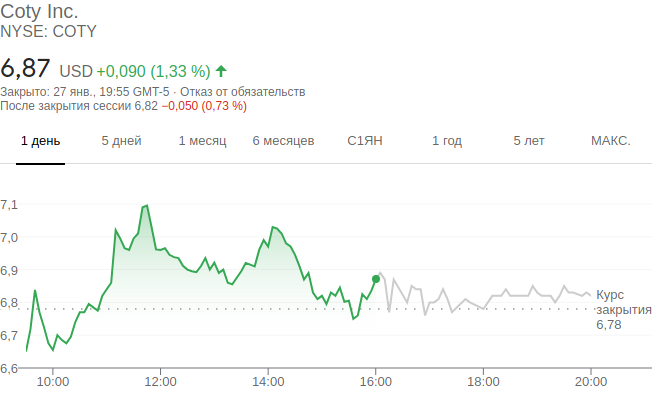 Coty Inc.
NYSE: COTY
6,87 USD +0,090 (1,33 %)
Закрыто: 27 янв., 19:55 GMT-5 · Отказ от обязательств
После закрытия сессии 6,82 −0,050 (0,73 %)
1 день 5 дней 1 месяц 6 месяцев С1ЯН 1 год 5 лет МАКС.
7,1
7,0
6,9
6,8
6,7
6,6
Курс
закрытия
6,78
10:00 12:00 14:00 16:00 18:00 20:00